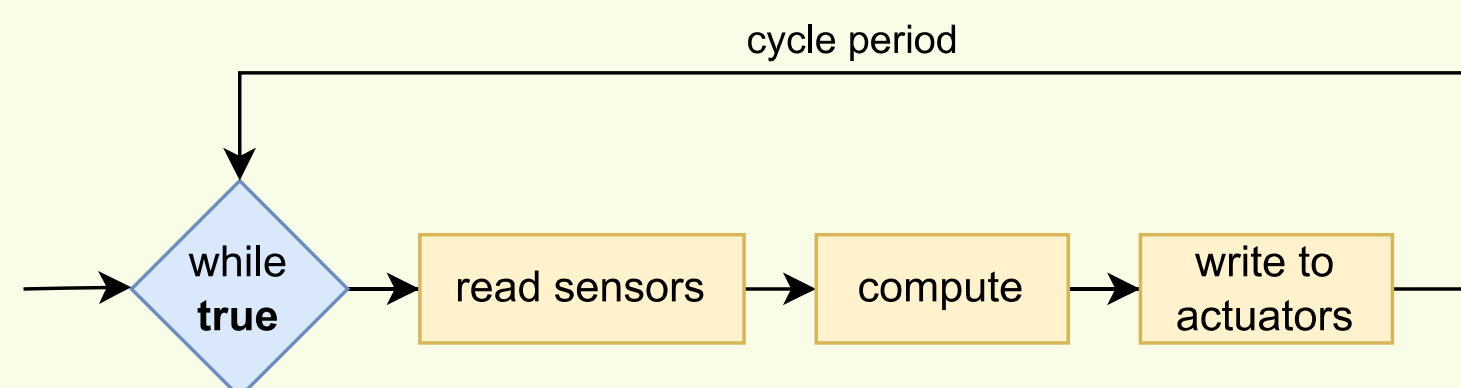 cycle period
while
true
read sensors
compute
write to
actuators